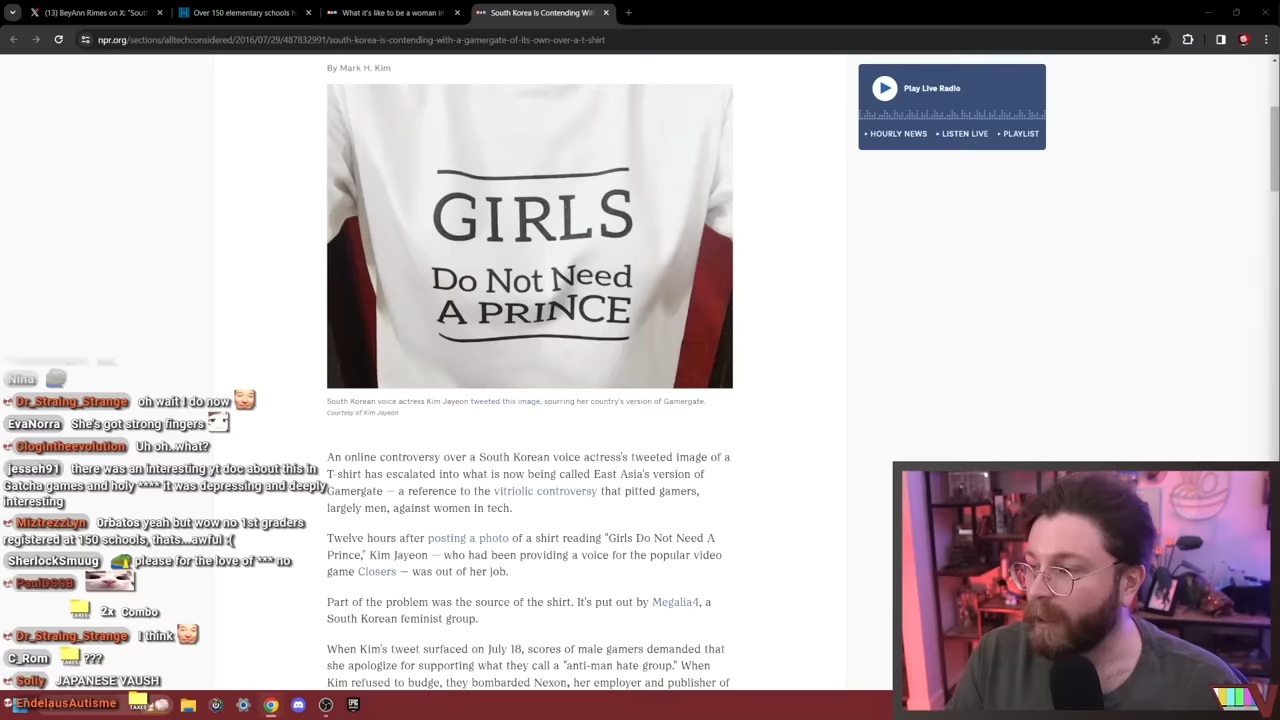 (13) BeyAnn Rimes on X: "Sout
Over 150 elementary schools h
What it's like to be a woman in
South Korea Is Contending Wit
npr.org/sections/alltechconsidered/2016/07/29/487832991/south-korea-is-contending-with-a-gamergate-of-its-own-over-a-t-shirt
By Mark H. Kim
Play Live Radio
HOURLY NEWS
LISTEN LIVE
PLAYLIST
GIRLS
Do Not Need
A PRINCE
South Korean voice actress Kim Jayeon tweeted this image, spurring her country's version of Gamergate.
Courtesy of Kim Jayeon
An online controversy over a South Korean voice actress's tweeted image of a
T-shirt has escalated into what is now being called East Asia's version of
Gamergate — a reference to the vitriolic controversy that pitted gamers,
largely men, against women in tech.
Twelve hours after posting a photo of a shirt reading "Girls Do Not Need A
Prince," Kim Jayeon — who had been providing a voice for the popular video
game Closers — was out of her job.
Part of the problem was the source of the shirt. It's put out by Megalia4, a
South Korean feminist group.
When Kim's tweet surfaced on July 18, scores of male gamers demanded that
she apologize for supporting what they call a "anti-man hate group." When
Kim refused to budge, they bombarded Nexon, her employer and publisher of
Nina
Dr_Straing_Strange oh wait I do now
EvaNorra She's got strong fingers
Clogintheevolution Uh oh..what?
jesseh91 there was an interesting yt doc about this in
Gatcha games and holy **** it was depressing and deeply
interesting
MiztrezzLyn 0rbatos yeah but wow no 1st graders
registered at 150 schools, thats...awful :(
SherlockSmuug please for the love of *** no
PaulDSSB
2x Combo
Dr_Straing_Strange I think
C_Rom TAXES ???
Solly JAPANESE VAUSH
EndelausAutisme TAXES
EPIC